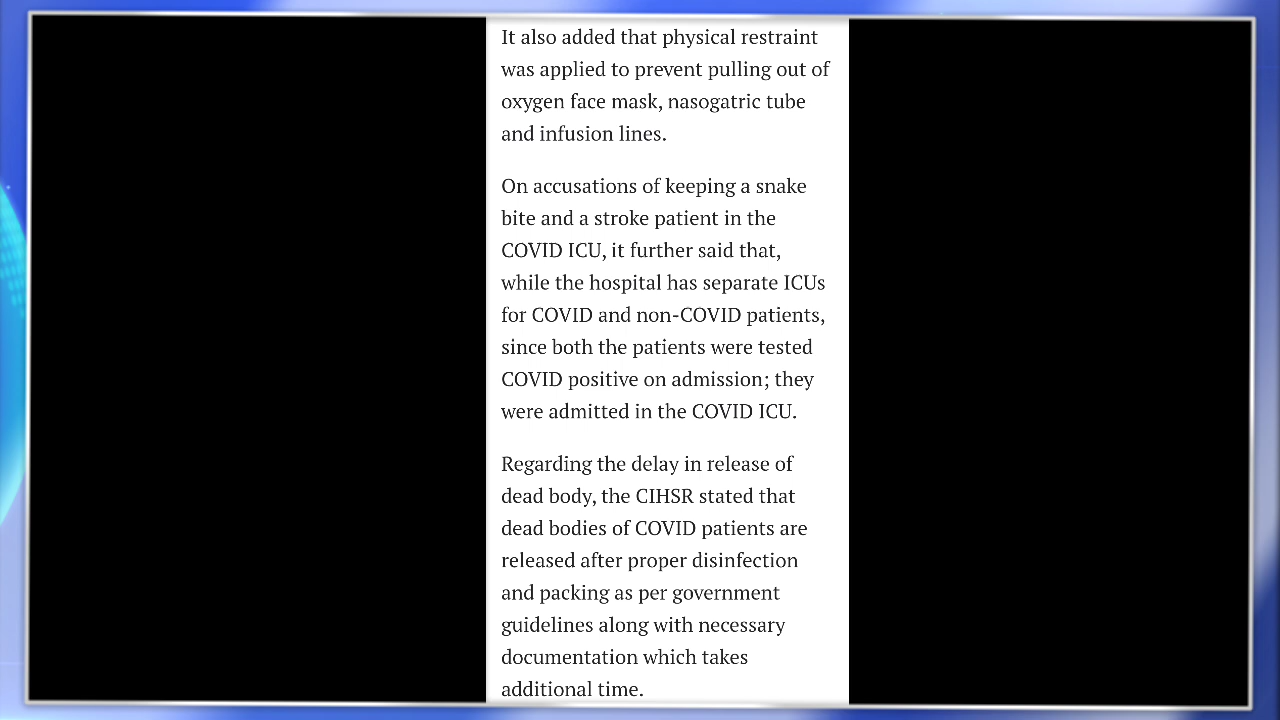 It also added that physical restraint
was applied to prevent pulling out of
oxygen face mask, nasogatric tube
and infusion lines.
On accusations of keeping a snake
bite and a stroke patient in the
COVID ICU, it further said that,
while the hospital has separate ICUs
for COVID and non-COVID patients,
since both the patients were tested
COVID positive on admission; they
were admitted in the COVID ICU.
Regarding the delay in release of
dead body, the CIHSR stated that
dead bodies of COVID patients are
released after proper disinfection
and packing as per government
guidelines along with necessary
documentation which takes
additional time.